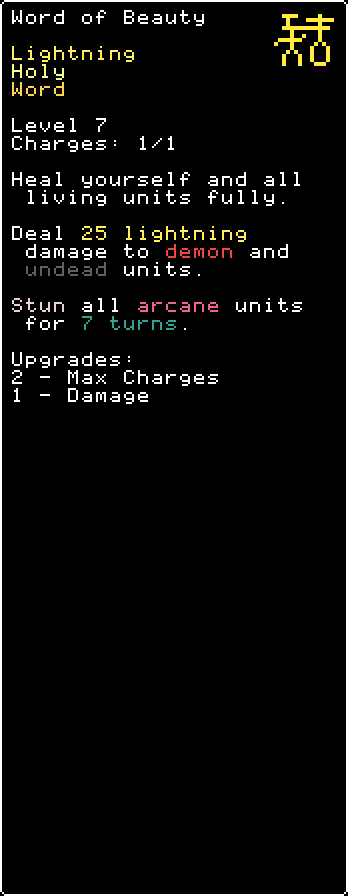 Word of Beauty
Lightning
Holy
Word
Level 7
Charges: 1/1
Heal yourself and all
living units fully.
Deal 25 lightning
damage to demon and
undead units.
Stun all arcane units
for 7 turns.
Upgrades:
2 - Max Charges
1 - Damage